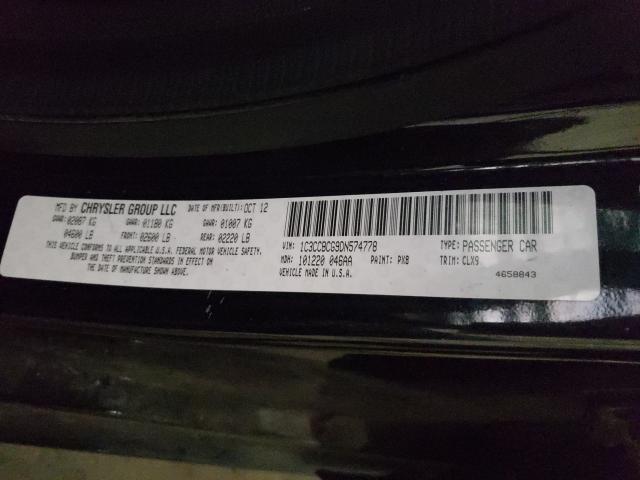 MFD BY CHRYSLER GROUP LLC DATE OF MFR(BUILT): OCT 12
GVWR: 02087 KG GAWR: 01180 KG GAWR: 01007 KG
04600 LB FRONT: 02600 LB REAR: 02220 LB
THIS VEHICLE CONFORMS TO ALL APPLICABLE U.S.A. FEDERAL MOTOR VEHICLE SAFETY,
BUMPER AND THEFT PREVENTION STANDARDS IN EFFECT ON
THE DATE OF MANUFACTURE SHOWN ABOVE.
VIN: 1C3CCBCG9DN574778 TYPE: PASSENGER CAR
MDH: 101220 046AA PAINT: PX8 TRIM: CLX9
VEHICLE MADE IN U.S.A. 4658843